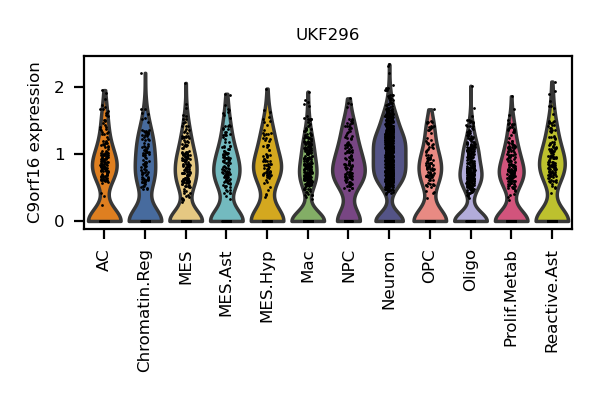 UKF296
C9orf16 expression
2
1
0
AC
Chromatin.Reg
MES
MES.Ast
MES.Hyp
Mac
NPC
Neuron
OPC
Oligo
Prolif.Metab
Reactive.Ast